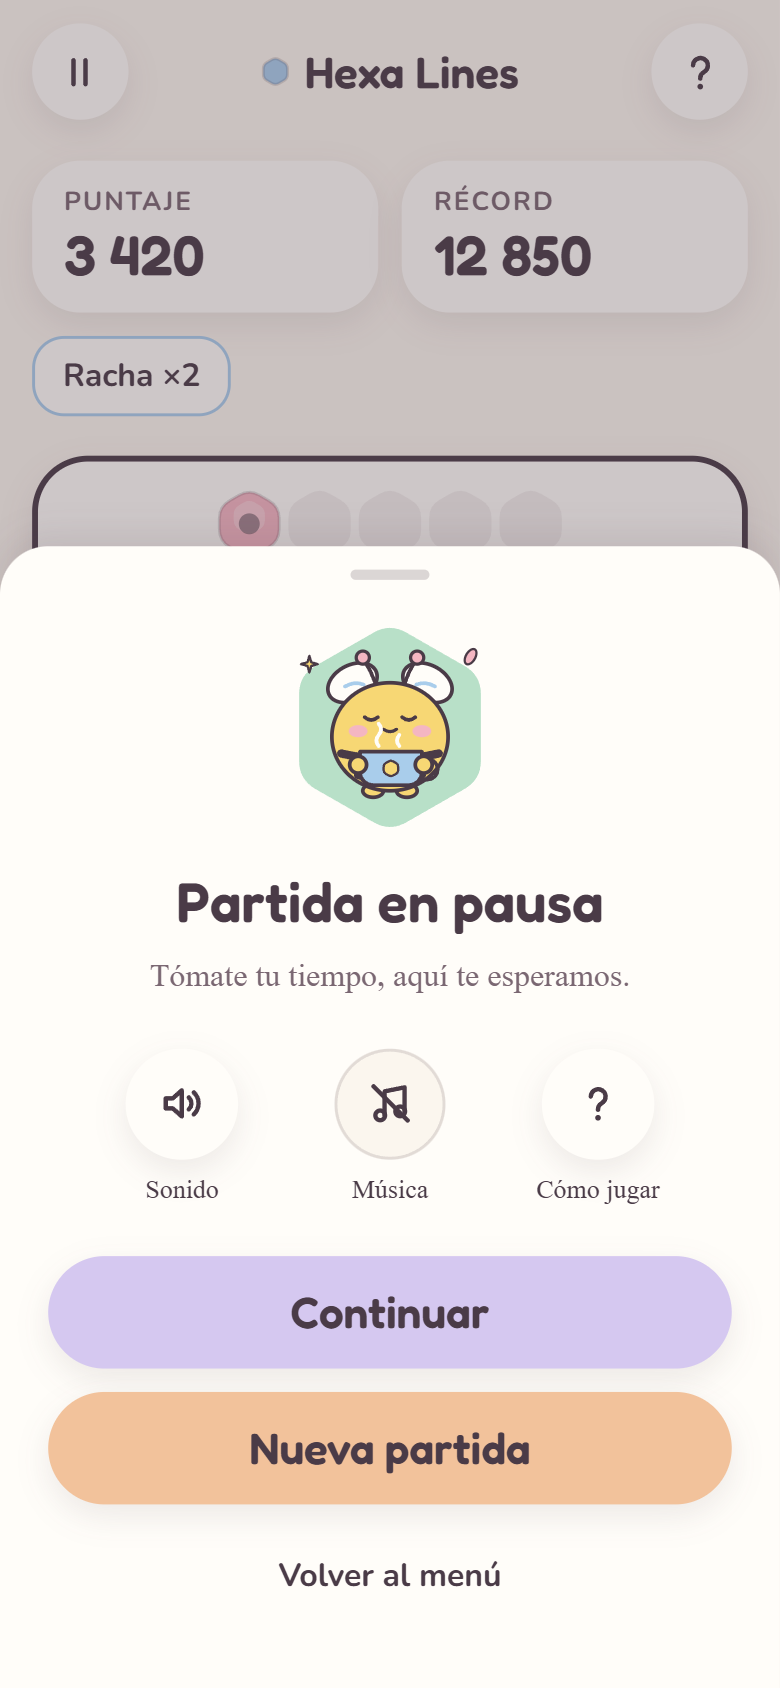 Hexa Lines
?
PUNTAJE
3 420
RÉCORD
12 850
Racha ×2
Partida en pausa
Tómate tu tiempo, aquí te esperamos.
?
Sonido
Música
Cómo jugar
Continuar
Nueva partida
Volver al menú